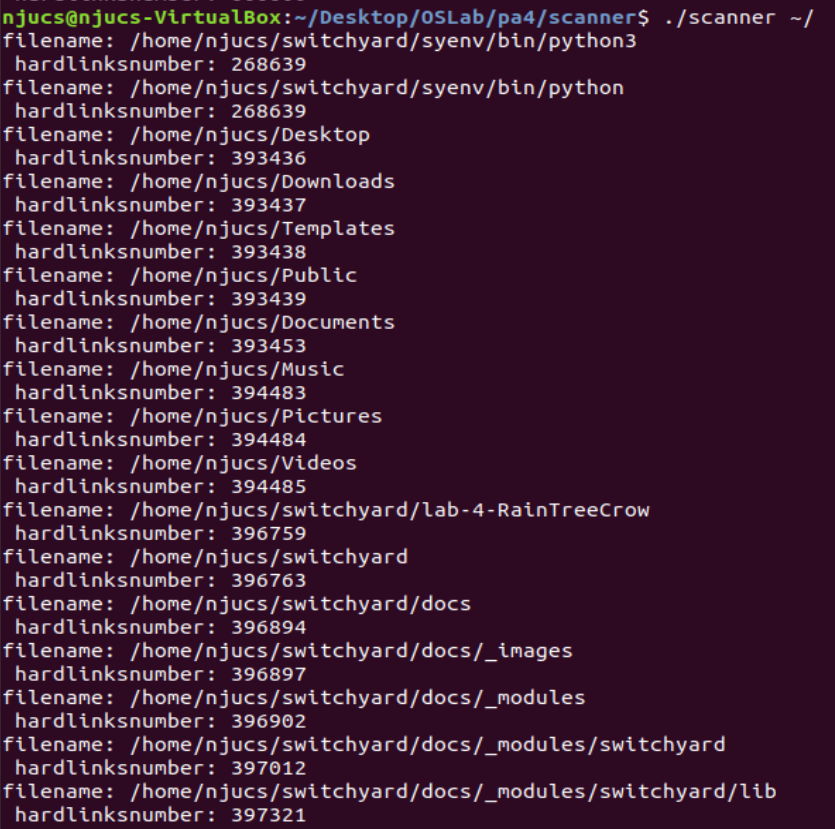 njucs@njucs-VirtualBox:~/Desktop/OSLab/pa4/scanner$ ./scanner ~/
filename: /home/njucs/switchyard/syenv/bin/python3
 hardlinksnumber: 268639
filename: /home/njucs/switchyard/syenv/bin/python
 hardlinksnumber: 268639
filename: /home/njucs/Desktop
 hardlinksnumber: 393436
filename: /home/njucs/Downloads
 hardlinksnumber: 393437
filename: /home/njucs/Templates
 hardlinksnumber: 393438
filename: /home/njucs/Public
 hardlinksnumber: 393439
filename: /home/njucs/Documents
 hardlinksnumber: 393453
filename: /home/njucs/Music
 hardlinksnumber: 394483
filename: /home/njucs/Pictures
 hardlinksnumber: 394484
filename: /home/njucs/Videos
 hardlinksnumber: 394485
filename: /home/njucs/switchyard/lab-4-RainTreeCrow
 hardlinksnumber: 396759
filename: /home/njucs/switchyard
 hardlinksnumber: 396763
filename: /home/njucs/switchyard/docs
 hardlinksnumber: 396894
filename: /home/njucs/switchyard/docs/_images
 hardlinksnumber: 396897
filename: /home/njucs/switchyard/docs/_modules
 hardlinksnumber: 396902
filename: /home/njucs/switchyard/docs/_modules/switchyard
 hardlinksnumber: 397012
filename: /home/njucs/switchyard/docs/_modules/switchyard/lib
 hardlinksnumber: 397321